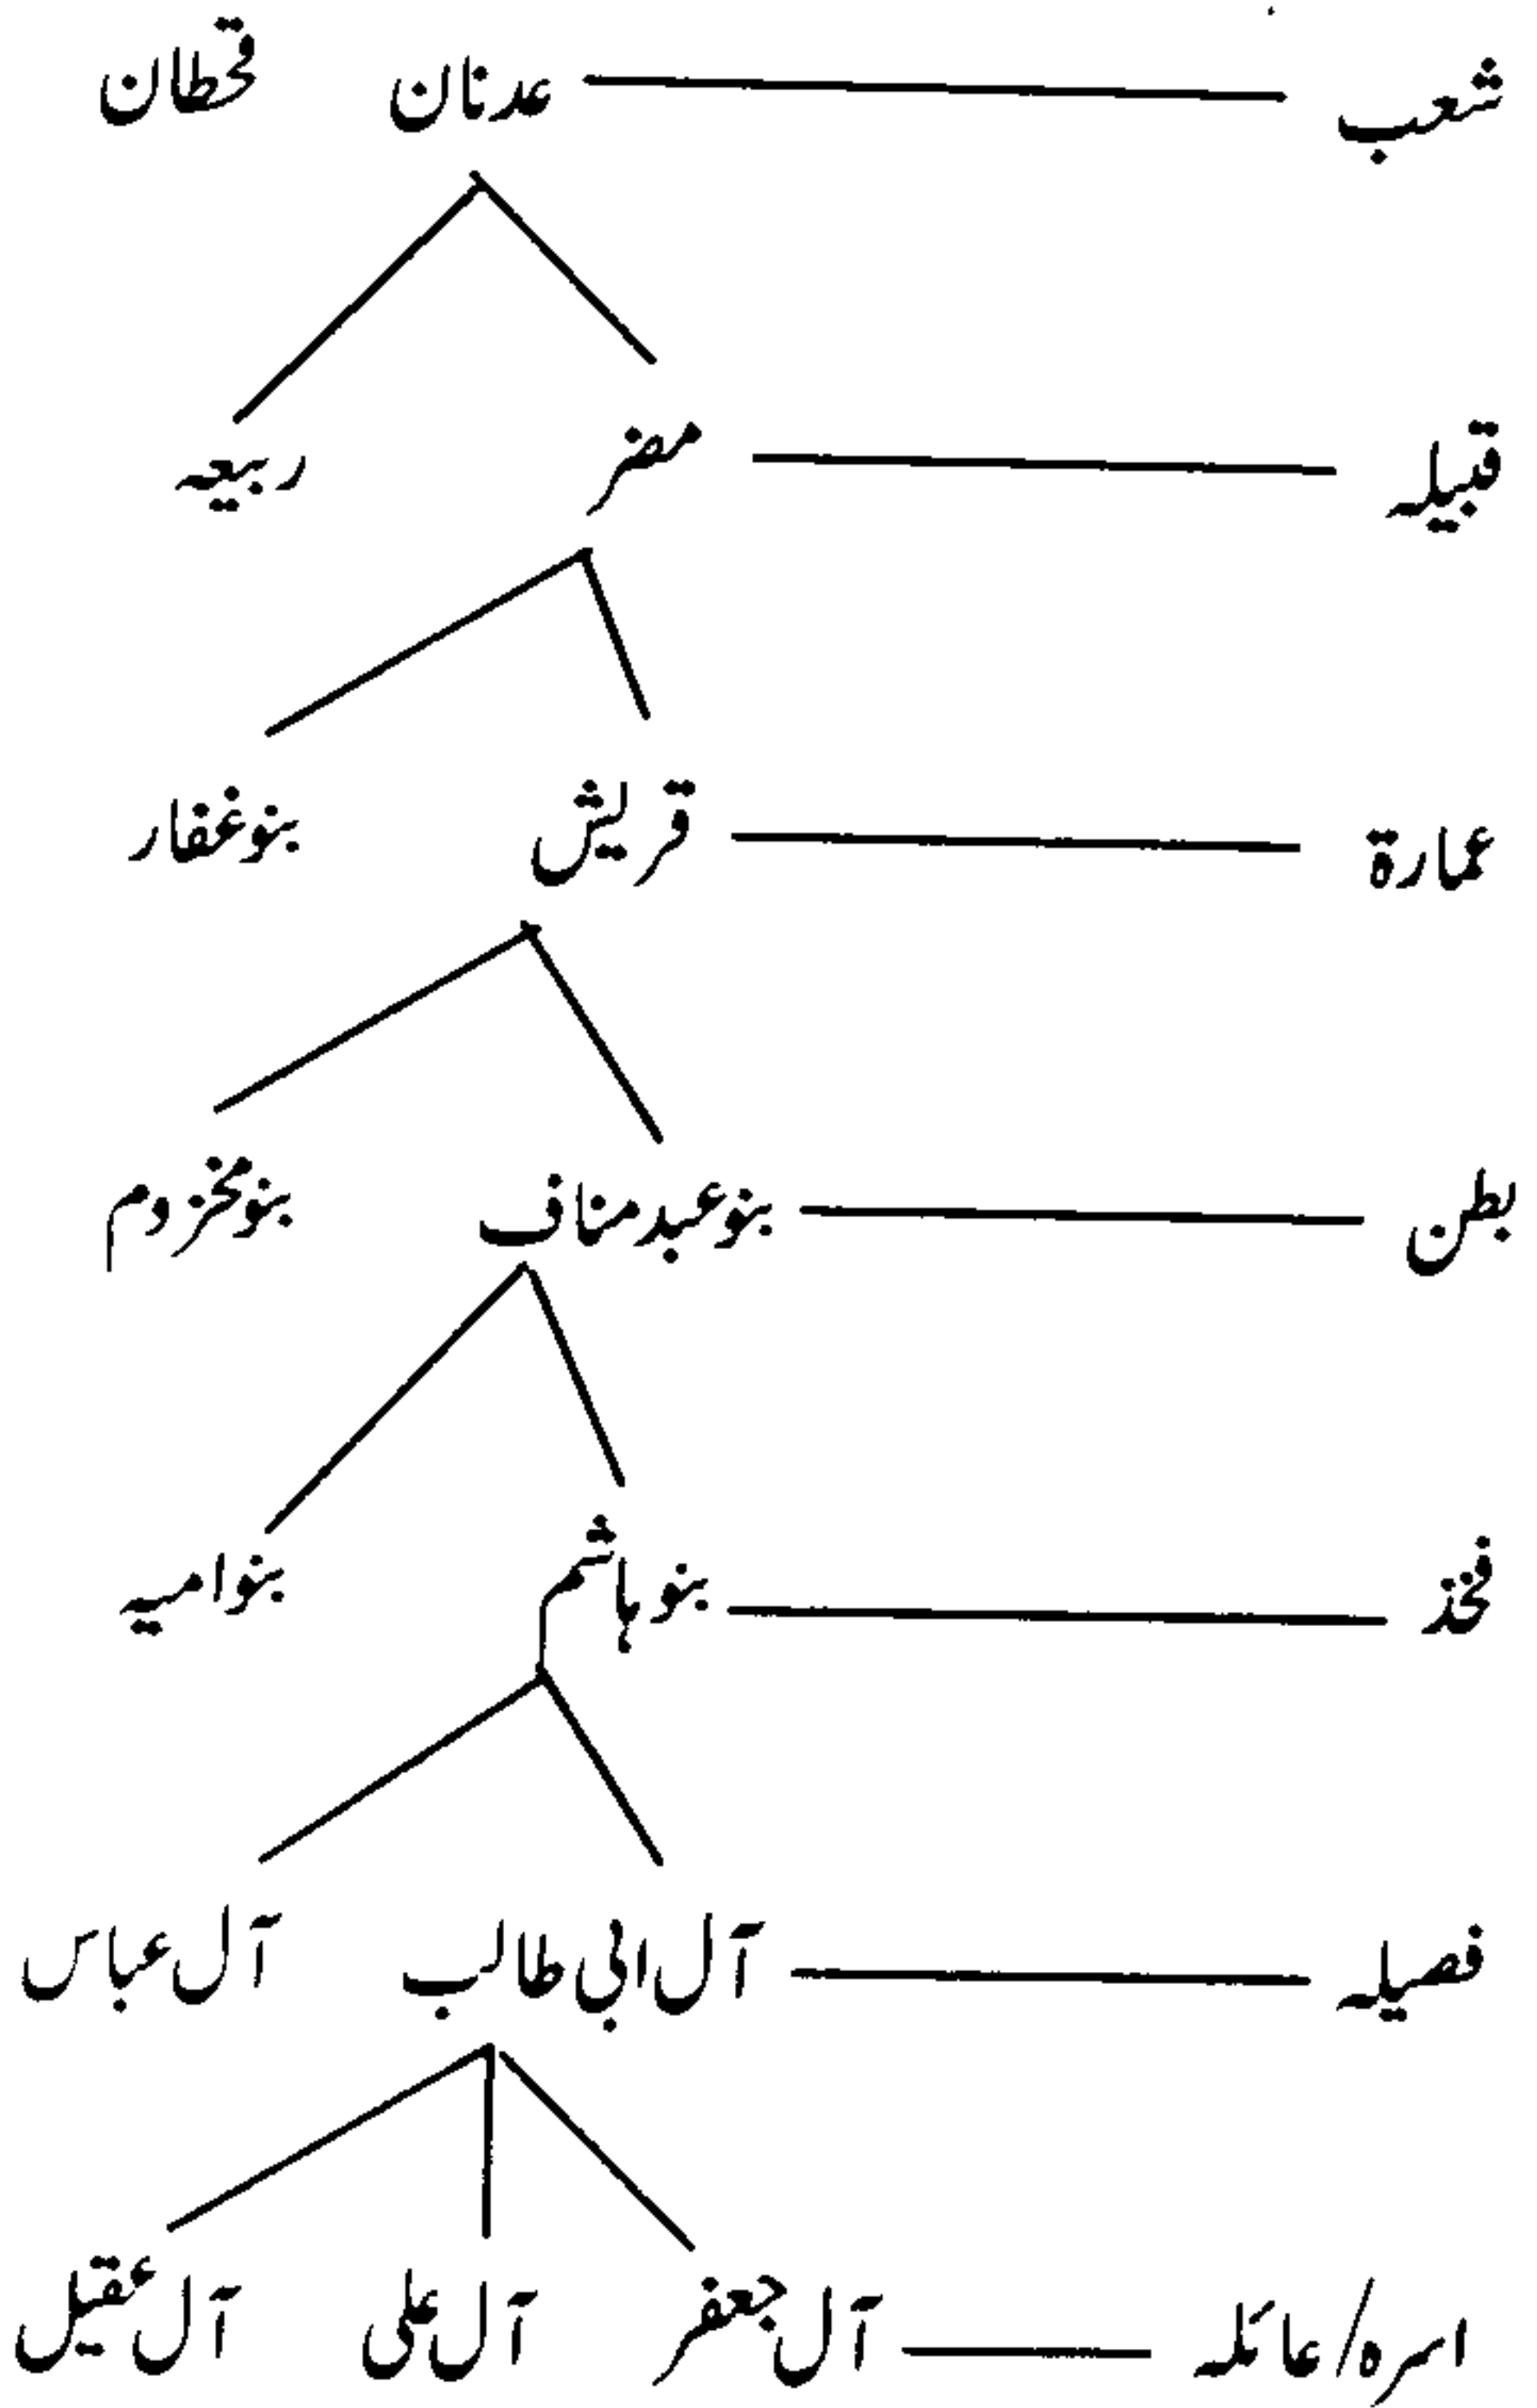 شعب عدنان قحطان
قبیلہ مضر ربیعہ
عمارة قریش بنوغفار
بطن بنوعبدمناف بنومخزوم
فخذ بنوہاشم بنوامیہ
فصیلہ آل ابی طالب آل عباس
اسرہ/عائلہ آل جعفر آل علی آل عقیل